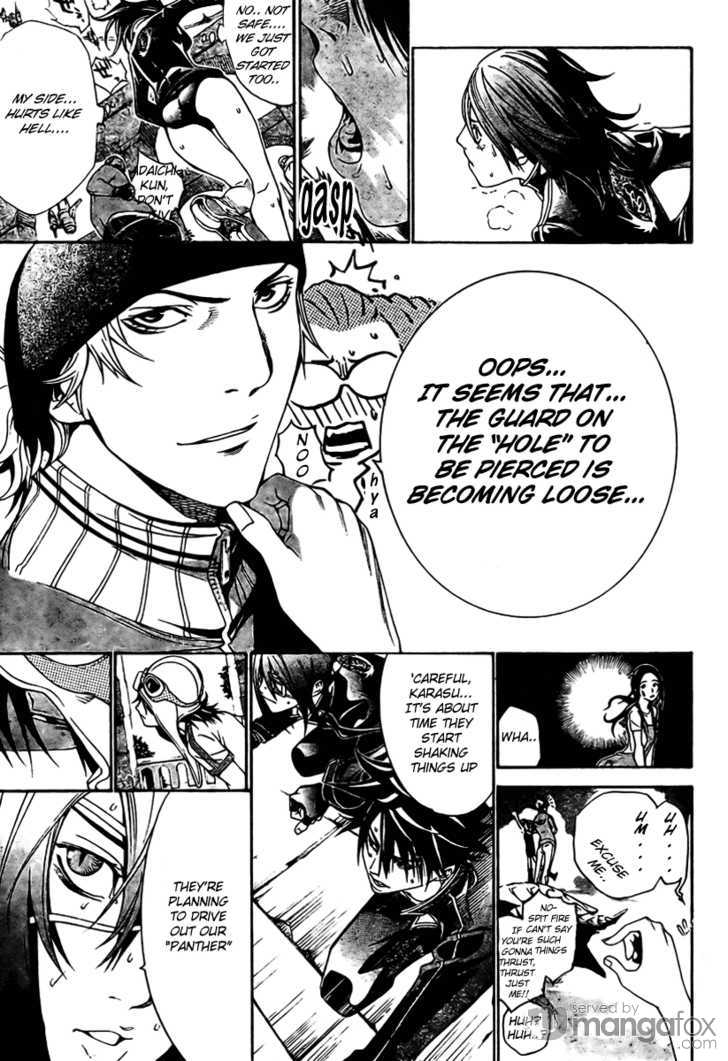 NO.. NOT
SAFE....
WE JUST
GOT
STARTED
TOO..
MY SIDE...
HURTS LIKE
HELL....
DAICHI
KUN,
DON'T
gasp
OOPS...
IT SEEMS THAT...
THE GUARD ON
THE "HOLE" TO
BE PIERCED IS
BECOMING LOOSE...
NOO
hya
WHA..
UH...
UM...
EXCUSE
ME..
NO-
SPIT FIRE
IF CAN'T SAY
YOU'RE SUCH
GONNA THINGS
THRUST,
THRUST
JUST
ME!!
HUH?
HUH..
'CAREFUL,
KARASU...
IT'S ABOUT
TIME THEY
START
SHAKING
THINGS UP
THEY'RE
PLANNING
TO DRIVE
OUT OUR
"PANTHER"
served by
mangafox